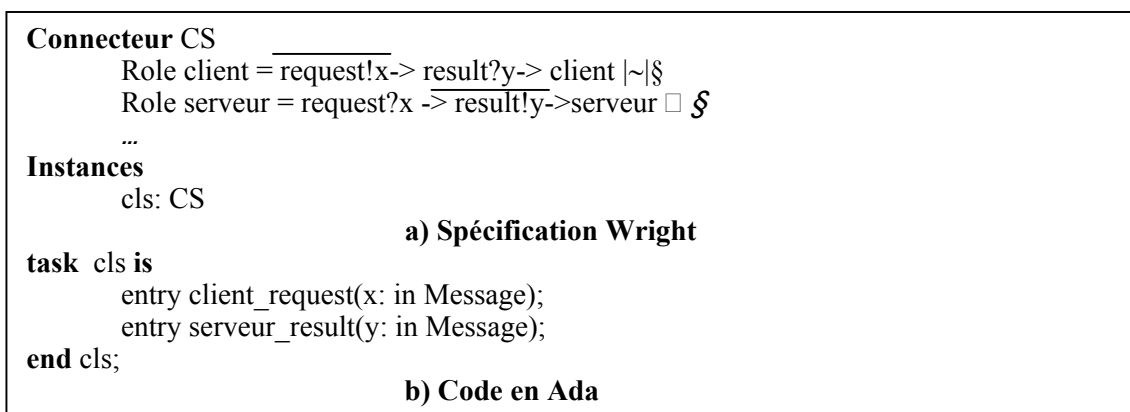 Connecteur CS
Role client = request!x-> result?y-> client |~|§
Role serveur = request?x -> result!y->serveur □ §
...
Instances
cls: CS
a) Spécification Wright
task cls is
entry client_request(x: in Message);
entry serveur_result(y: in Message);
end cls;
b) Code en Ada